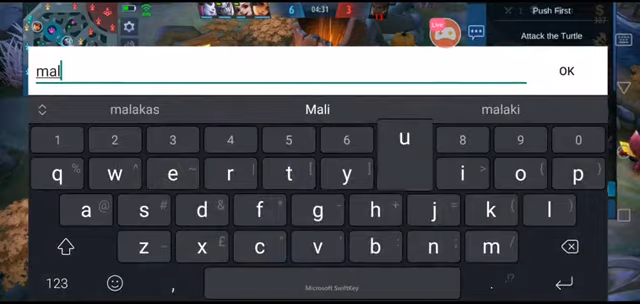 6 04:31 3
Live
1
Push First
Attack the Turtle
mal
OK
malakas Mali malaki
1 2 3 4 5 6 u 8 9 0
q % w ^ e ~ r | t [ y ] i > o { p }
a @ s # d & f * g - h + j = k ( l )
z - x £ c " v ' b : n ; m /
123 , Microsoft SwiftKey . !?